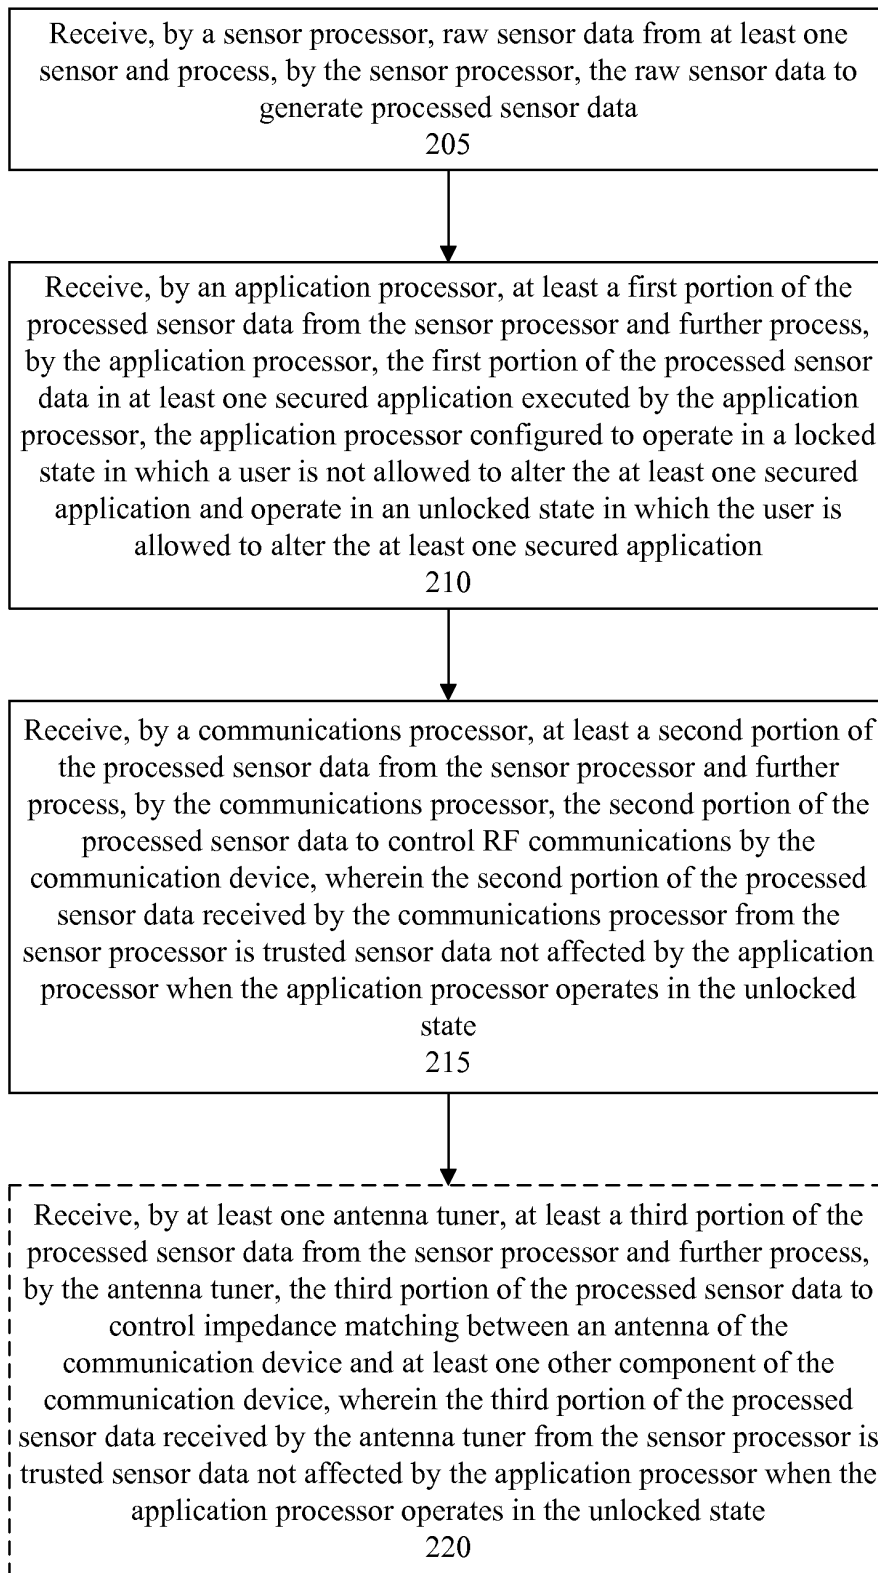 Receive, by a sensor processor, raw sensor data from at least one
sensor and process, by the sensor processor, the raw sensor data to
generate processed sensor data
205
Receive, by an application processor, at least a first portion of the
processed sensor data from the sensor processor and further process,
by the application processor, the first portion of the processed sensor
data in at least one secured application executed by the application
processor, the application processor configured to operate in a locked
state in which a user is not allowed to alter the at least one secured
application and operate in an unlocked state in which the user is
allowed to alter the at least one secured application
210
Receive, by a communications processor, at least a second portion of
the processed sensor data from the sensor processor and further
process, by the communications processor, the second portion of the
processed sensor data to control RF communications by the
communication device, wherein the second portion of the processed
sensor data received by the communications processor from the
sensor processor is trusted sensor data not affected by the application
processor when the application processor operates in the unlocked
state
215
Receive, by at least one antenna tuner, at least a third portion of the
processed sensor data from the sensor processor and further process,
by the antenna tuner, the third portion of the processed sensor data to
control impedance matching between an antenna of the
communication device and at least one other component of the
communication device, wherein the third portion of the processed
sensor data received by the antenna tuner from the sensor processor is
trusted sensor data not affected by the application processor when the
application processor operates in the unlocked state
220